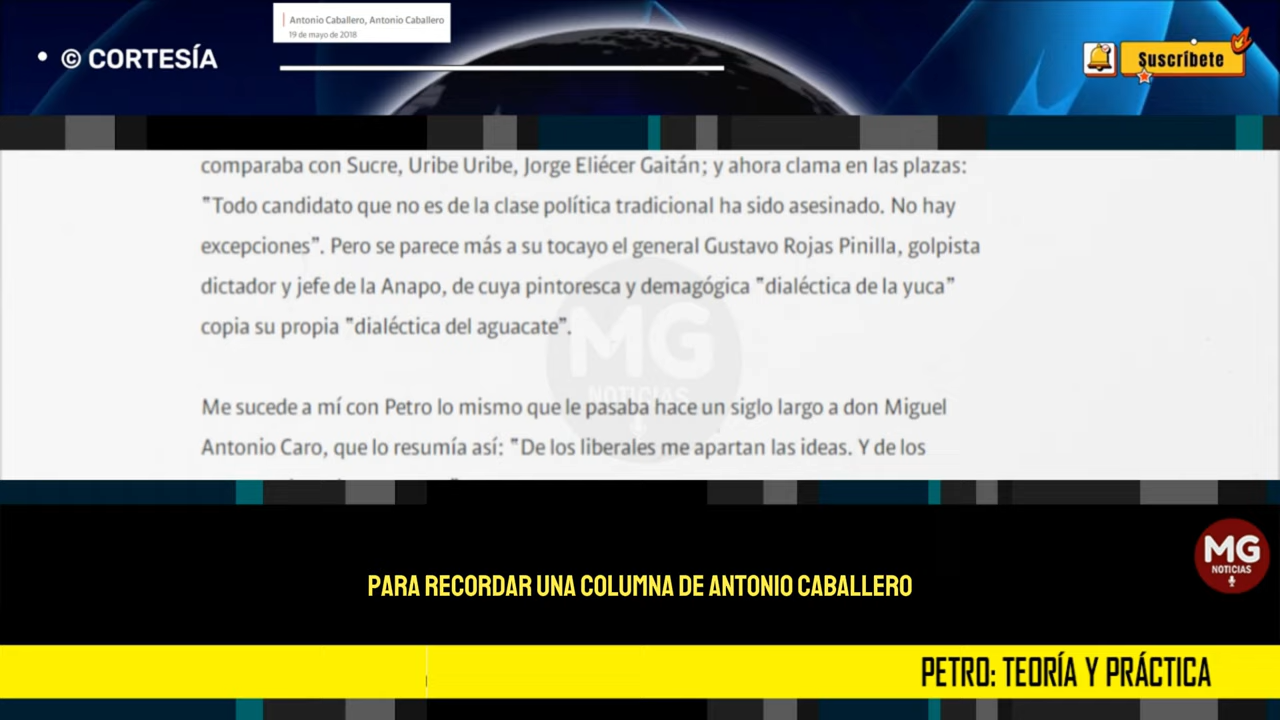 Antonio Caballero, Antonio Caballero
19 de mayo de 2018
• © CORTESÍA
Suscríbete
comparaba con Sucre, Uribe Uribe, Jorge Eliécer Gaitán; y ahora clama en las plazas:
"Todo candidato que no es de la clase política tradicional ha sido asesinado. No hay
excepciones". Pero se parece más a su tocayo el general Gustavo Rojas Pinilla, golpista
dictador y jefe de la Anapo, de cuya pintoresca y demagógica "dialéctica de la yuca"
copia su propia "dialéctica del aguacate".
MG
NOTICIAS
Me sucede a mí con Petro lo mismo que le pasaba hace un siglo largo a don Miguel
Antonio Caro, que lo resumía así: "De los liberales me apartan las ideas. Y de los
MG
NOTICIAS
PARA RECORDAR UNA COLUMNA DE ANTONIO CABALLERO
PETRO: TEORÍA Y PRÁCTICA